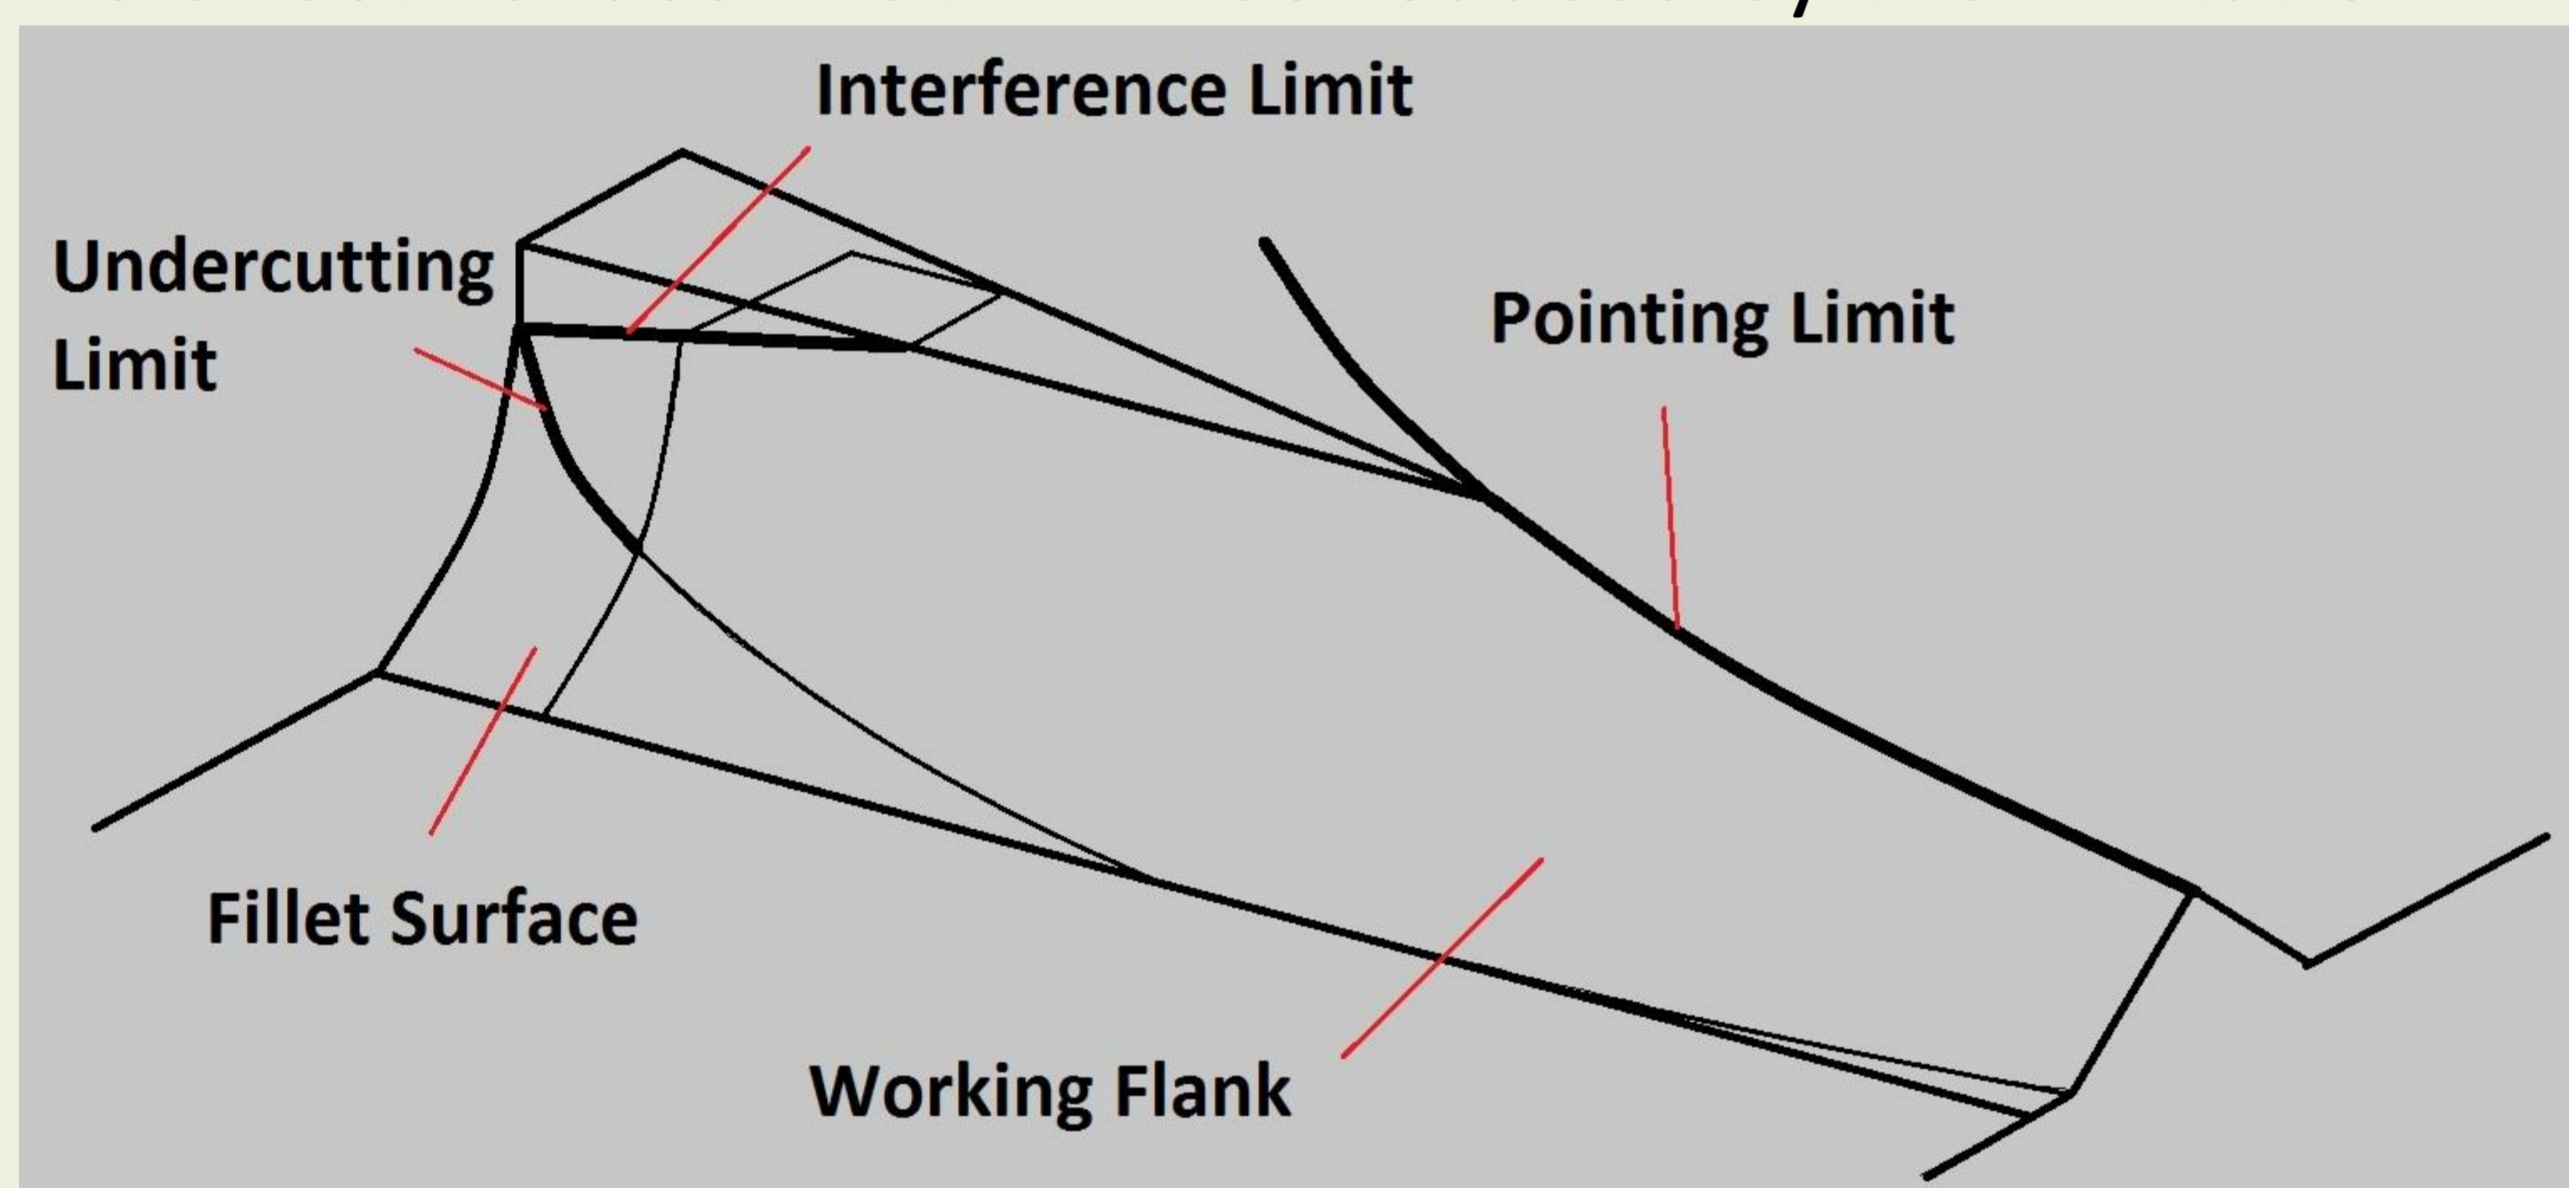 Interference Limit
Undercutting
Limit
Pointing Limit
Fillet Surface
Working Flank